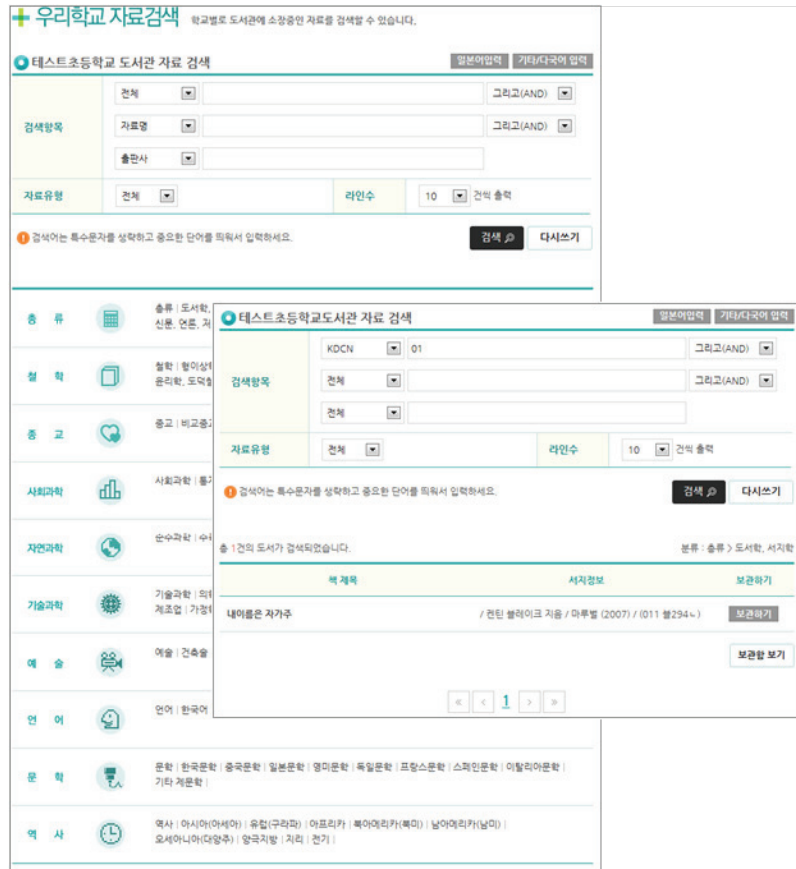 우리학교 자료검색 학교별로 도서관에 소장중인 자료를 검색할 수 있습니다.
테스트초등학교 도서관 자료 검색 일본어입력 기타/다국어 입력
전체 그리고(AND)
검색항목 자료명 그리고(AND)
출판사
자료유형 전체 라인수 10 건씩 출력
검색어는 특수문자를 생략하고 중요한 단어를 띄워서 입력하세요. 검색 다시쓰기
총 류 총류 | 도서학,
신문, 언론, 저
철 학 철학 | 형이상
윤리학, 도덕철
종 교 종교 | 비교종교
사회과학 사회과학 | 통계
자연과학 순수과학 | 수학
기술과학 기술과학 | 의학
제조업 | 가정
예 술 예술 | 건축술
언 어 언어 | 한국어
문 학 문학 | 한국문학 | 중국문학 | 일본문학 | 영미문학 | 독일문학 | 프랑스문학 | 스페인문학 | 이탈리아문학 |
기타 제문학 |
역 사 역사 | 아시아(아세아) | 유럽(구라파) | 아프리카 | 북아메리카(북미) | 남아메리카(남미) |
오세아니아(대양주) | 양극지방 | 지리 | 전기 |
테스트초등학교도서관 자료 검색 일본어입력 기타/다국어 입력
KDCN 01 그리고(AND)
검색항목 전체 그리고(AND)
전체
자료유형 전체 라인수 10 건씩 출력
검색어는 특수문자를 생략하고 중요한 단어를 띄워서 입력하세요. 검색 다시쓰기
총 1건의 도서가 검색되었습니다. 분류 : 총류 > 도서학, 서지학
책 제목 서지정보 보관하기
내이름은 자가주 / 퀀틴 블레이크 지음 / 마루벌 (2007) / (011 블294ㄴ) 보관하기
보관함 보기
« < 1 > »